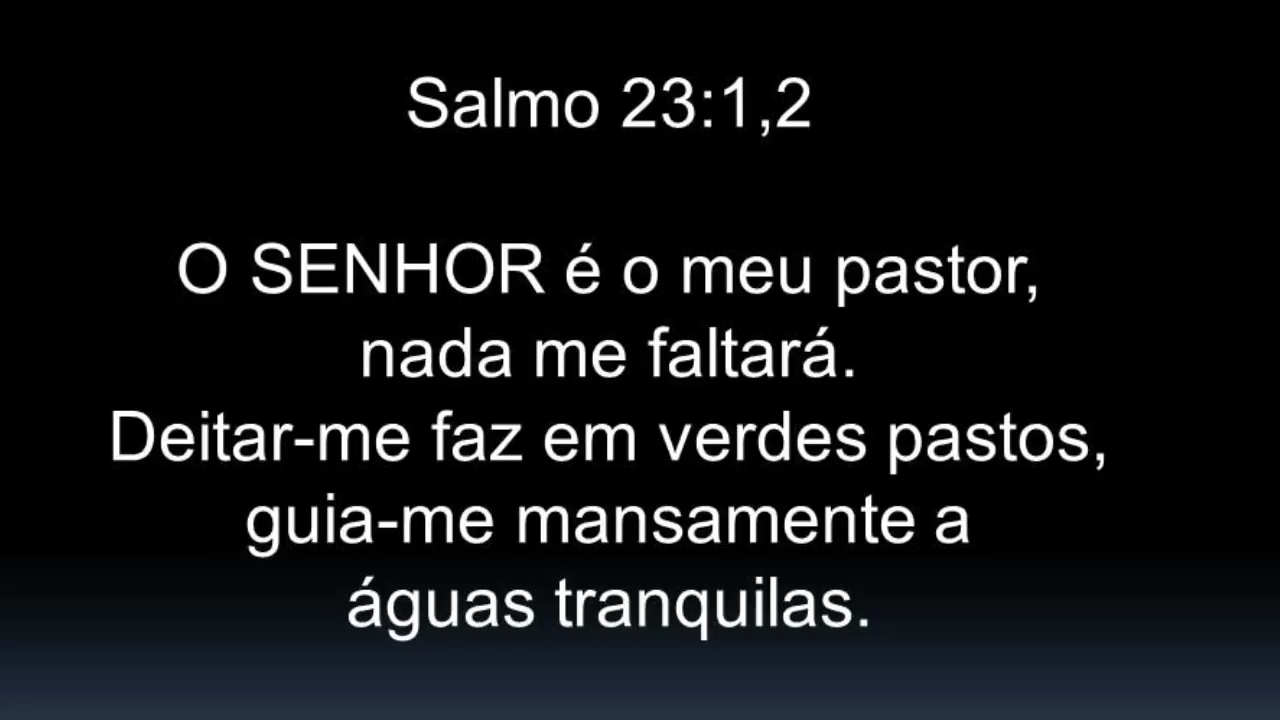 Salmo 23:1,2
O SENHOR é o meu pastor,
nada me faltará.
Deitar-me faz em verdes pastos,
guia-me mansamente a
águas tranquilas.